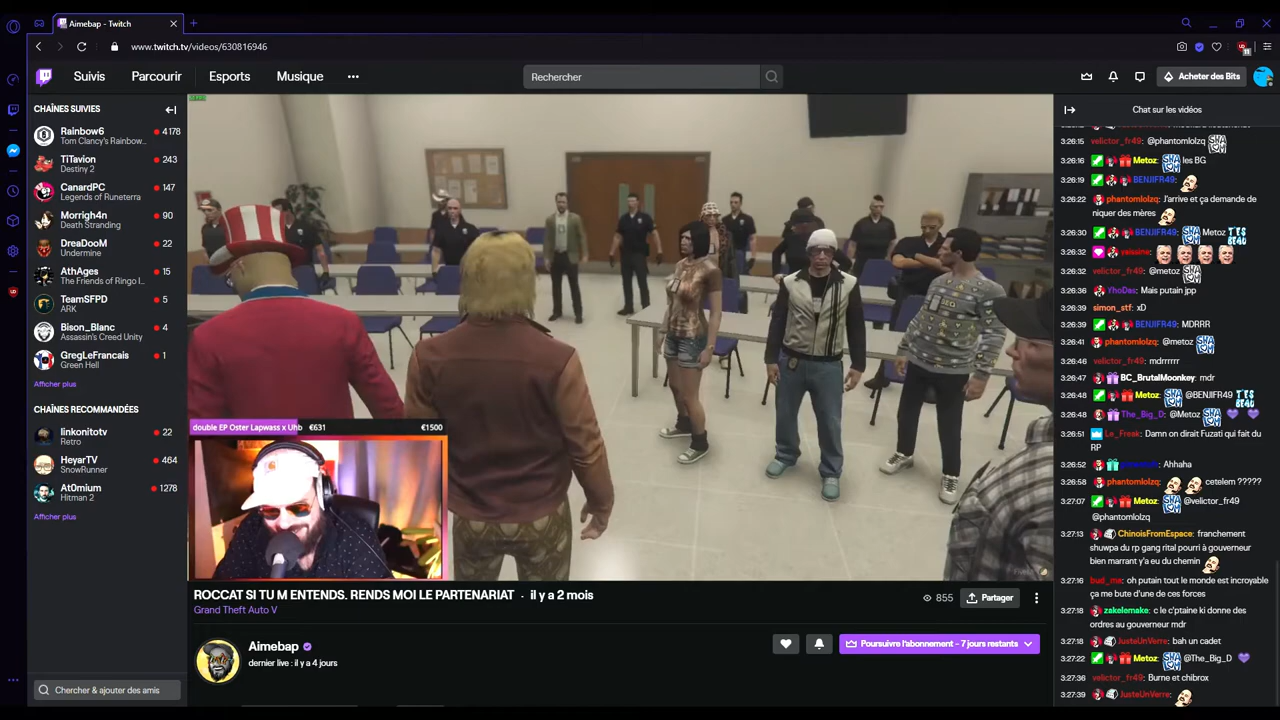 Aimebap - Twitch
www.twitch.tv/videos/630816946
Suivis
Parcourir
Esports
Musique
Rechercher
Acheter des Bits
CHAÎNES SUIVIES
Rainbow6
4178
Tom Clancy's Rainbow...
TiTavion
243
Destiny 2
CanardPC
147
Legends of Runeterra
Morrigh4n
90
Death Stranding
DreaDooM
22
Undermine
AthAges
15
The Friends of Ringo I...
TeamSFPD
5
ARK
Bison_Blanc
4
Assassin's Creed Unity
GregLeFrancais
1
Green Hell
Afficher plus
CHAÎNES RECOMMANDÉES
linkonitotv
22
Retro
HeyarTV
464
SnowRunner
At0mium
1278
Hitman 2
Afficher plus
Chercher & ajouter des amis
double EP Oster Lapwass x Uhb €631
€1500
ROCCAT SI TU M ENTENDS. RENDS MOI LE PARTENARIAT - il y a 2 mois
Grand Theft Auto V
855
Partager
Aimebap
dernier live : il y a 4 jours
Poursuivre l'abonnement - 7 jours restants
Chat sur les vidéos
3:26:15 velictor_fr49: @phantomlolzq
3:26:16 Metoz: les BG
3:26:19 BENJIFR49:
3:26:22 phantomlolzq: J'arrive et ça demande de
niquer des mères
3:26:30 BENJIFR49: Metoz T'ES BEAU
3:26:32 yaissine:
3:26:32 velictor_fr49: @metoz
3:26:36 YhoDas: Mais putain jpp
3:26:39 simon_stf: xD
3:26:39 BENJIFR49: MDRRR
3:26:41 phantomlolzq: @metoz
3:26:46 velictor_fr49: mdrrrrrr
3:26:47 BC_BrutalMoonkey: mdr
3:26:48 Metoz: @BENJIFR49 T'ES BEAU
3:26:48 The_Big_D: @Metoz
3:26:51 Le_Freak: Damn on dirait Fuzati qui fait du
RP
3:26:52 Ahhaha
3:26:58 phantomlolzq: cetelem ?????
3:27:07 Metoz: @velictor_fr49
@phantomlolzq
3:27:13 ChinoisFromEspace: franchement
shuwpa du rp gang rital pourri à gouverneur
bien marrant y'a eu du chemin
3:27:16 bud_me: oh putain tout le monde est incroyable
ça me bute d'une de ces forces
3:27:18 zakelemake: c le c'ptaine ki donne des
ordres au gouverneur mdr
3:27:18 JusteUnVerre: bah un cadet
3:27:22 Metoz: @The_Big_D
3:27:36 velictor_fr49: Burne et chibrox
3:27:39 JusteUnVerre: